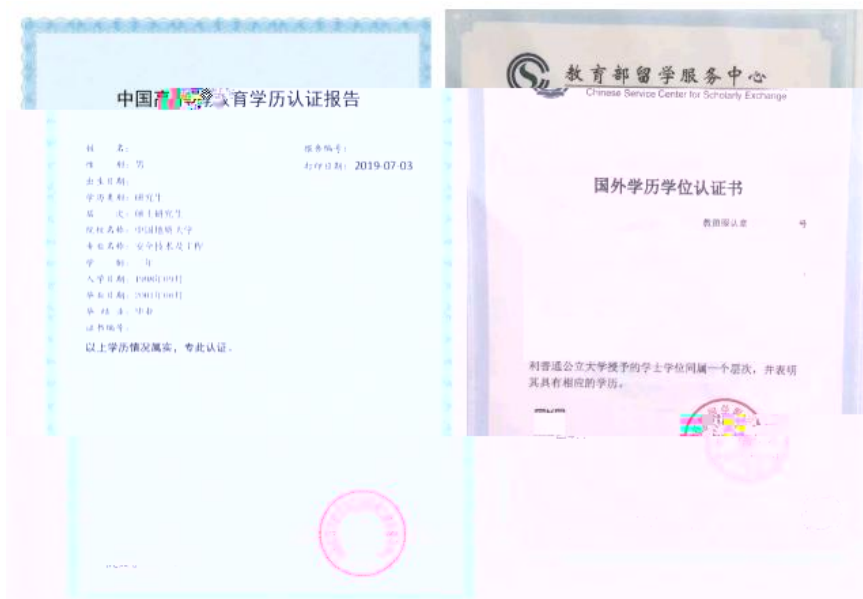 中国高
育学历认证报告
姓 名：
报告编号：
性 别：男
打印日期：2019-07-03
出生日期：
学历类别：研究生
层 次：硕士研究生
院校名称：中国地质大学
专业名称：安全技术及工程
学 制：年
入学日期：1998年09月
毕业日期：2001年06月
毕 结 业：毕业
证书编号：
以上学历情况属实，专此认证。
教育部留学服务中心
Chinese Service Center for Scholarly Exchange
国外学历学位认证书
教留服认意 号
利普通公立大学授予的学士学位同属一个层次，并表明
其具有相应的学历。